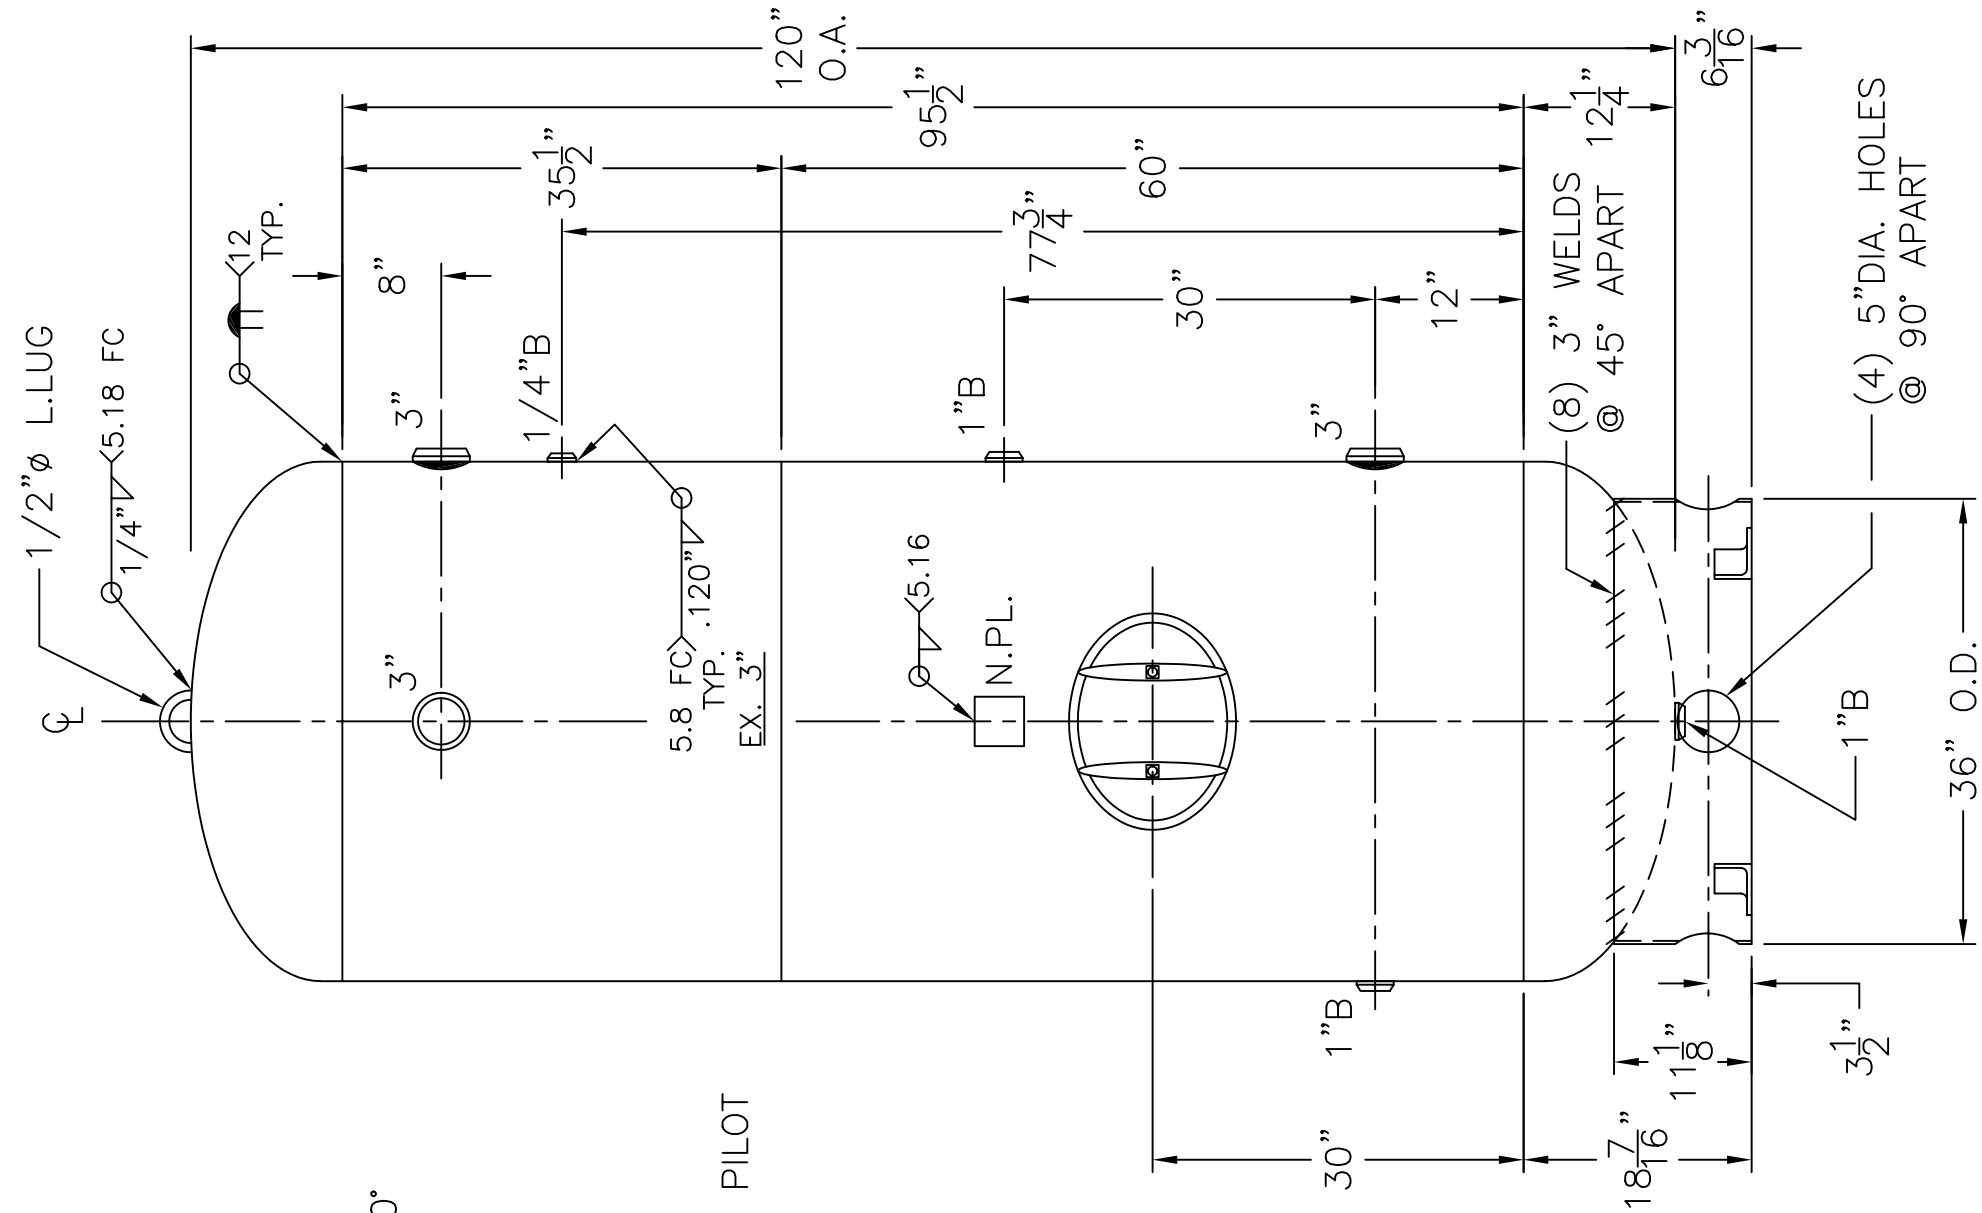 120"
O.A.
6 3/16
95 1/2"
12 1/4"
35 1/2"
60"
77 3/4"
12
TYP.
8"
30"
12"
1/2"ϕ L.LUG
5.18 FC
1/4"
3"
1/4"B
1"B
3"
(8) 3" WELDS
@ 45° APART
(4) 5"DIA. HOLES
@ 90° APART
℄
3"
5.8 FC
.120"
TYP.
EX. 3"
5.16
N.PL.
1"B
36" O.D.
1"B
11 1/8"
3 1/2"
PILOT
30"
18 7/16"
0°